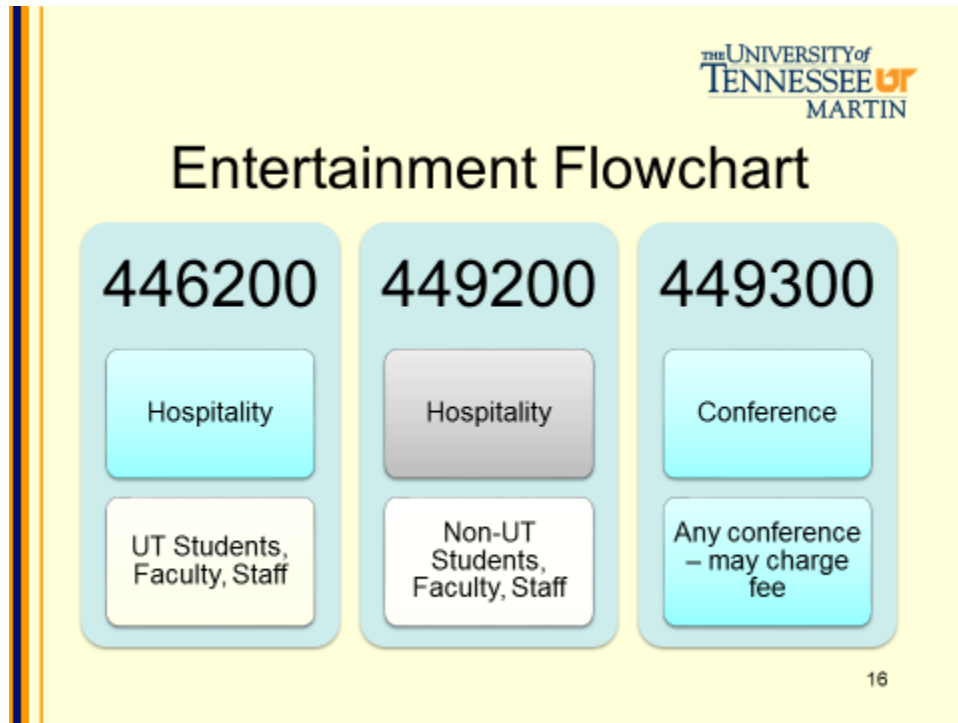 THE UNIVERSITY of
TENNESSEE UT
MARTIN
Entertainment Flowchart
446200
Hospitality
UT Students,
Faculty, Staff
449200
Hospitality
Non-UT
Students,
Faculty, Staff
449300
Conference
Any conference
– may charge
fee
16